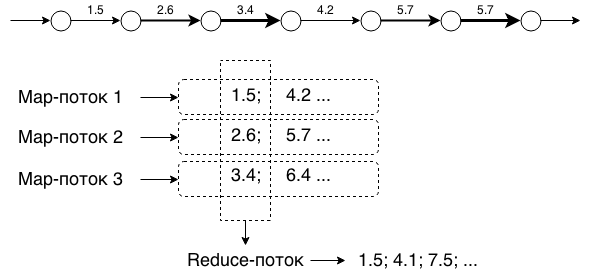 1.5 2.6 3.4 4.2 5.7 5.7
Map-поток 1 1.5; 4.2 ...
Map-поток 2 2.6; 5.7 ...
Map-поток 3 3.4; 6.4 ...
Reduce-поток 1.5; 4.1; 7.5; ...